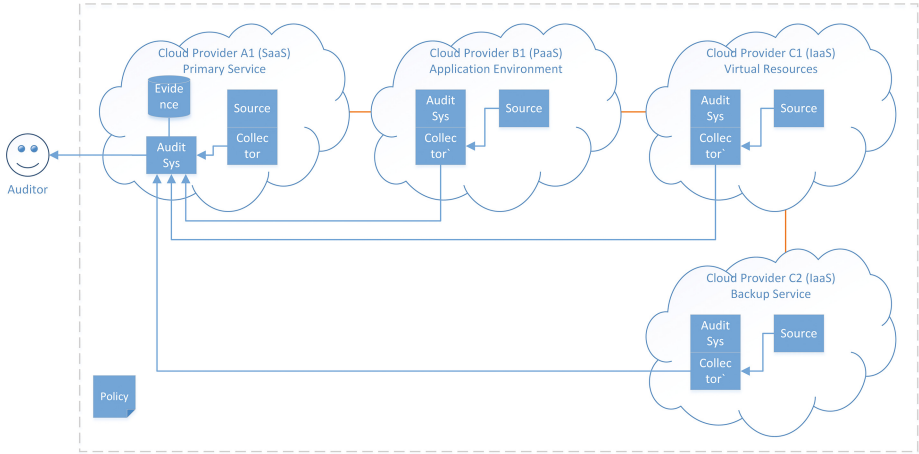 Cloud Provider A1 (SaaS)
Primary Service
Evide
nce
Source
Audit
Sys
Collec
tor
Cloud Provider B1 (PaaS)
Application Environment
Audit
Sys
Source
Collec
tor`
Cloud Provider C1 (IaaS)
Virtual Resources
Audit
Sys
Source
Collec
tor`
Auditor
Cloud Provider C2 (IaaS)
Backup Service
Audit
Sys
Source
Collec
tor`
Policy